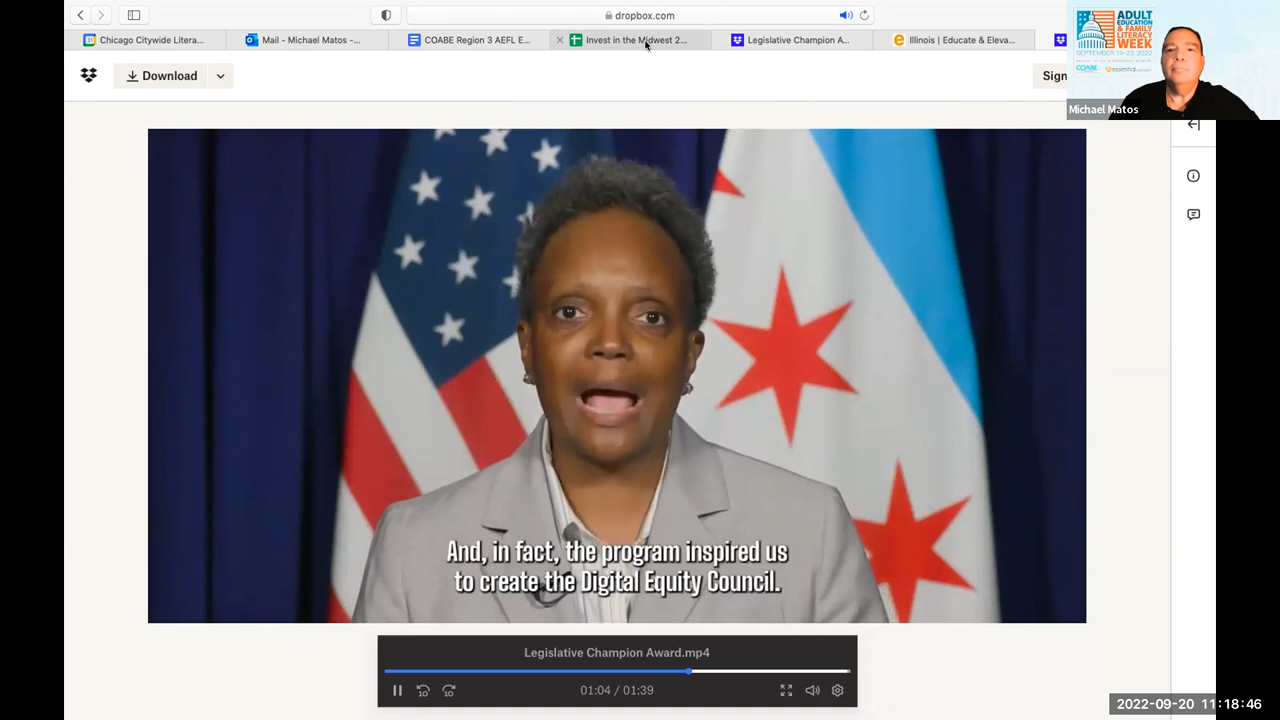 dropbox.com
Chicago Citywide Litera...
Mail - Michael Matos -...
COABE Region 3 AEFL E...
Invest in the Midwest 2...
Legislative Champion A...
Illinois | Educate & Eleva...
Download
Sign
ADULT
EDUCATION
& FAMILY
LITERACY
WEEK
SEPTEMBER 18-23, 2022
COABE
Michael Matos
And, in fact, the program inspired us
to create the Digital Equity Council.
Legislative Champion Award.mp4
10
10
01:04 / 01:39
2022-09-20 11:18:46